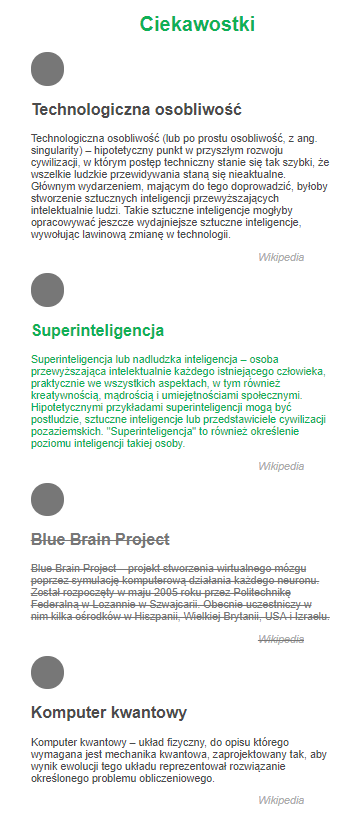 Ciekawostki
Technologiczna osobliwość
Technologiczna osobliwość (lub po prostu osobliwość, z ang.
singularity) – hipotetyczny punkt w przyszłym rozwoju
cywilizacji, w którym postęp techniczny stanie się tak szybki, że
wszelkie ludzkie przewidywania staną się nieaktualne.
Głównym wydarzeniem, mającym do tego doprowadzić, byłoby
stworzenie sztucznych inteligencji przewyższających
intelektualnie ludzi. Takie sztuczne inteligencje mogłyby
opracowywać jeszcze wydajniejsze sztuczne inteligencje,
wywołując lawinową zmianę w technologii.
Wikipedia
Superinteligencja
Superinteligencja lub nadludzka inteligencja – osoba
przewyższająca intelektualnie każdego istniejącego człowieka,
praktycznie we wszystkich aspektach, w tym również
kreatywnością, mądrością i umiejętnościami społecznymi.
Hipotetycznymi przykładami superinteligencji mogą być
postludzie, sztuczne inteligencje lub przedstawiciele cywilizacji
pozaziemskich. "Superinteligencja" to również określenie
poziomu inteligencji takiej osoby.
Wikipedia
Blue Brain Project
Blue Brain Project – projekt stworzenia wirtualnego mózgu
poprzez symulację komputerową działania każdego neuronu.
Został rozpoczęty w maju 2005 roku przez Politechnikę
Federalną w Lozannie w Szwajcarii. Obecnie uczestniczy w
nim kilka ośrodków w Hiszpanii, Wielkiej Brytanii, USA i Izraelu.
Wikipedia
Komputer kwantowy
Komputer kwantowy – układ fizyczny, do opisu którego
wymagana jest mechanika kwantowa, zaprojektowany tak, aby
wynik ewolucji tego układu reprezentował rozwiązanie
określonego problemu obliczeniowego.
Wikipedia